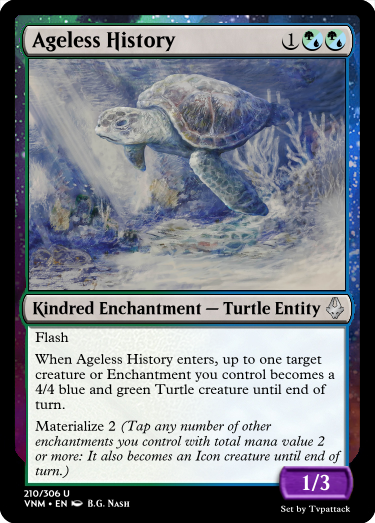 Ageless History 1
Kindred Enchantment — Turtle Entity
Flash
When Ageless History enters, up to one target
creature or Enchantment you control becomes a
4/4 blue and green Turtle creature until end of
turn.
Materialize 2 (Tap any number of other
enchantments you control with total mana value 2
or more: It also becomes an Icon creature until end of
turn.)
1/3
210/306 U
VNM • EN B.G. Nash
Set by Tvpattack